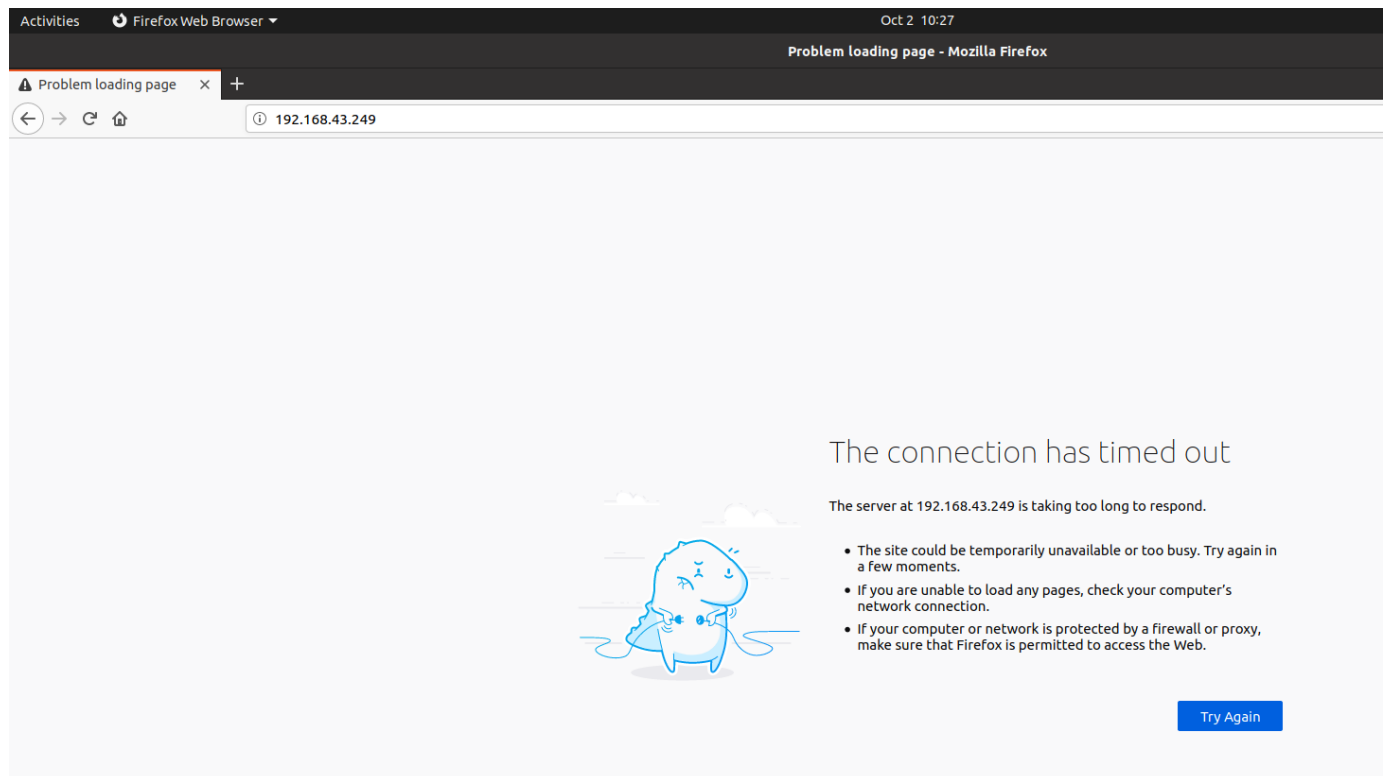 Activities Firefox Web Browser Oct 2 10:27
Problem loading page - Mozilla Firefox
Problem loading page
192.168.43.249
The connection has timed out
The server at 192.168.43.249 is taking too long to respond.
The site could be temporarily unavailable or too busy. Try again in
a few moments.
If you are unable to load any pages, check your computer’s
network connection.
If your computer or network is protected by a firewall or proxy,
make sure that Firefox is permitted to access the Web.
Try Again